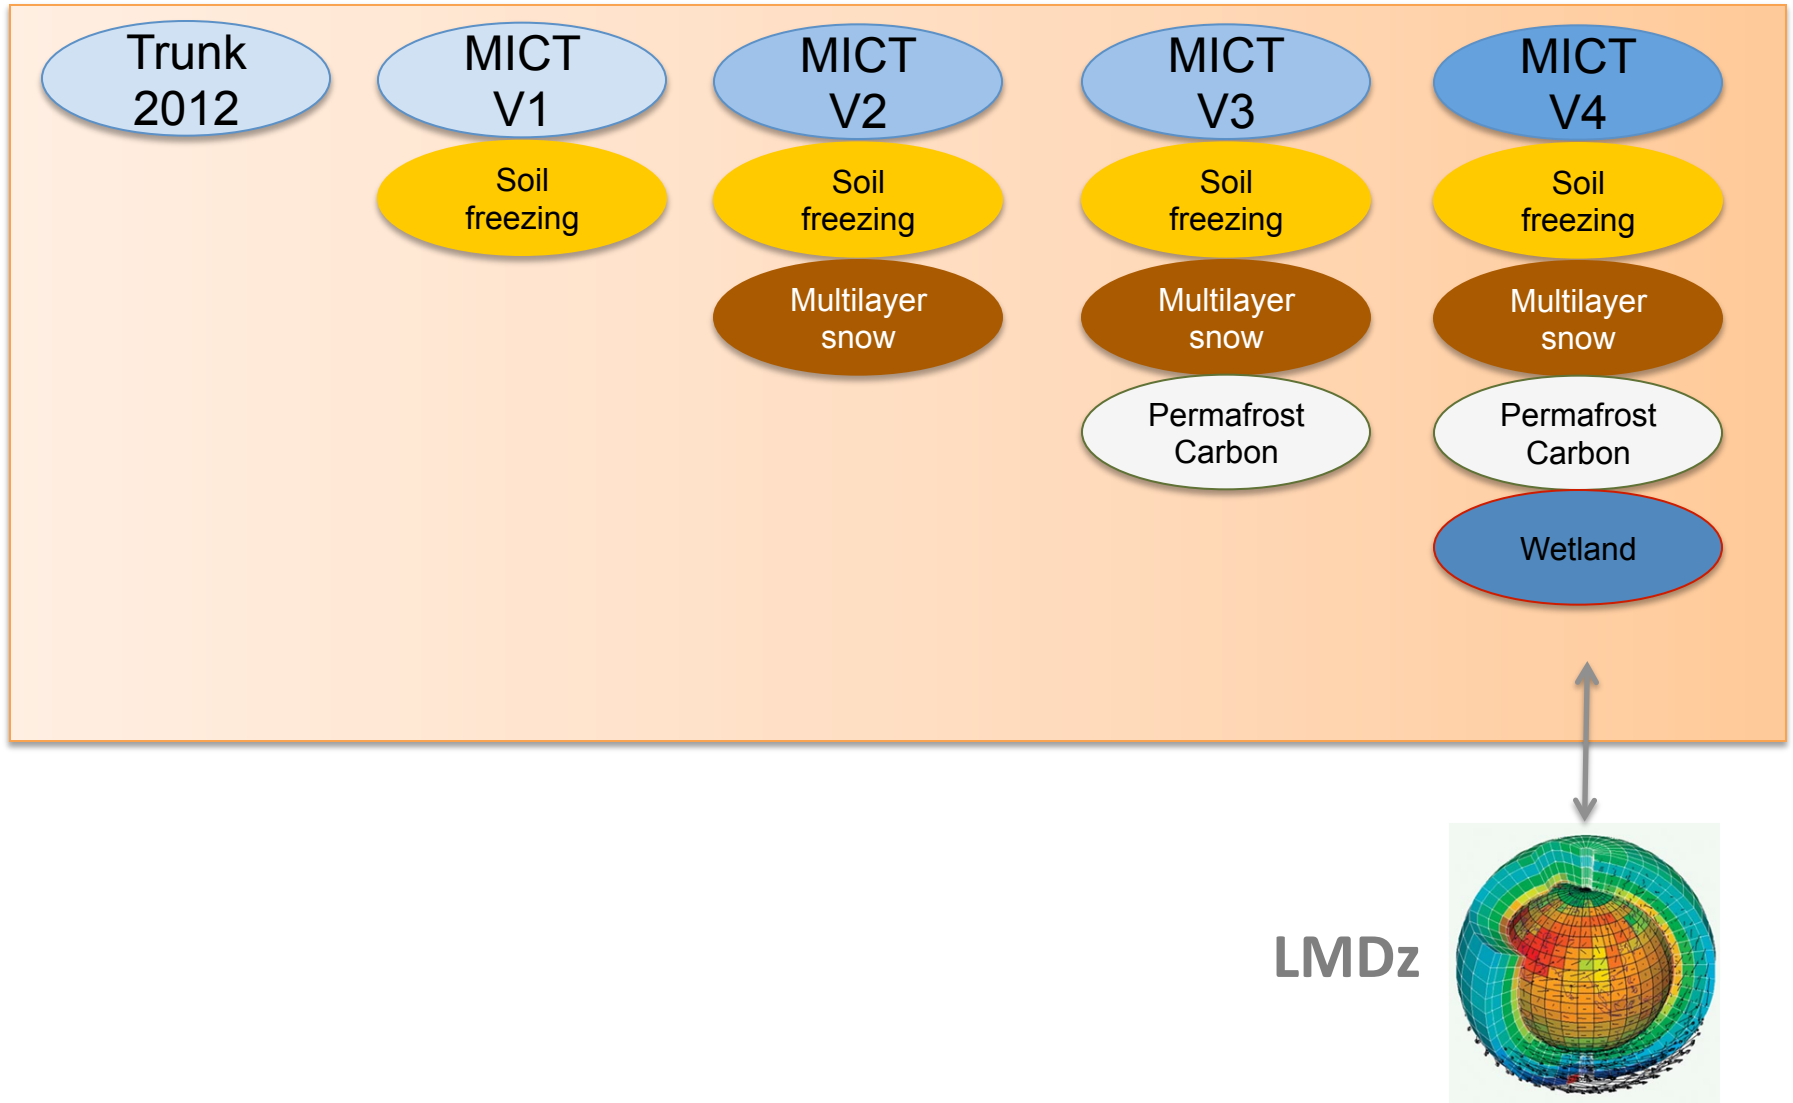 Trunk
2012
MICT
V1
Soil
freezing
MICT
V2
Soil
freezing
Multilayer
snow
MICT
V3
Soil
freezing
Multilayer
snow
Permafrost
Carbon
MICT
V4
Soil
freezing
Multilayer
snow
Permafrost
Carbon
Wetland
LMDz